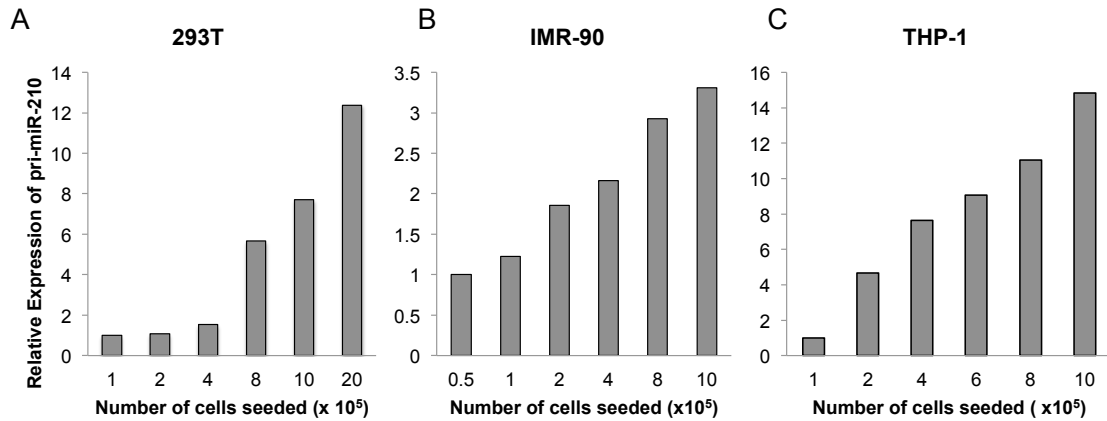 A
293T
Relative Expression of pri-miR-210
14
12
10
8
6
4
2
0
1 2 4 8 10 20
Number of cells seeded (x 10⁵)
B
IMR-90
3.5
3
2.5
2
1.5
1
0.5
0
0.5 1 2 4 8 10
Number of cells seeded (x10⁵)
C
THP-1
16
14
12
10
8
6
4
2
0
1 2 4 6 8 10
Number of cells seeded ( x10⁵)